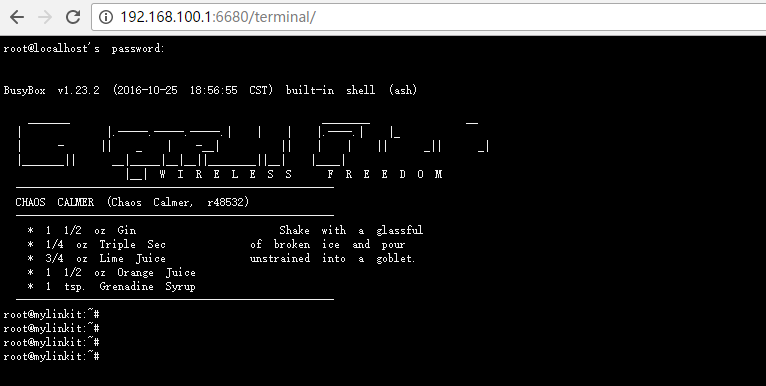 192.168.100.1:6680/terminal/
root@localhost's password:
BusyBox v1.23.2 (2016-10-25 18:56:55 CST) built-in shell (ash)
W I R E L E S S F R E E D O M
CHAOS CALMER (Chaos Calmer, r48532)
* 1 1/2 oz Gin Shake with a glassful
* 1/4 oz Triple Sec of broken ice and pour
* 3/4 oz Lime Juice unstrained into a goblet.
* 1 1/2 oz Orange Juice
* 1 tsp. Grenadine Syrup
root@mylinkit:~#
root@mylinkit:~#
root@mylinkit:~#
root@mylinkit:~#